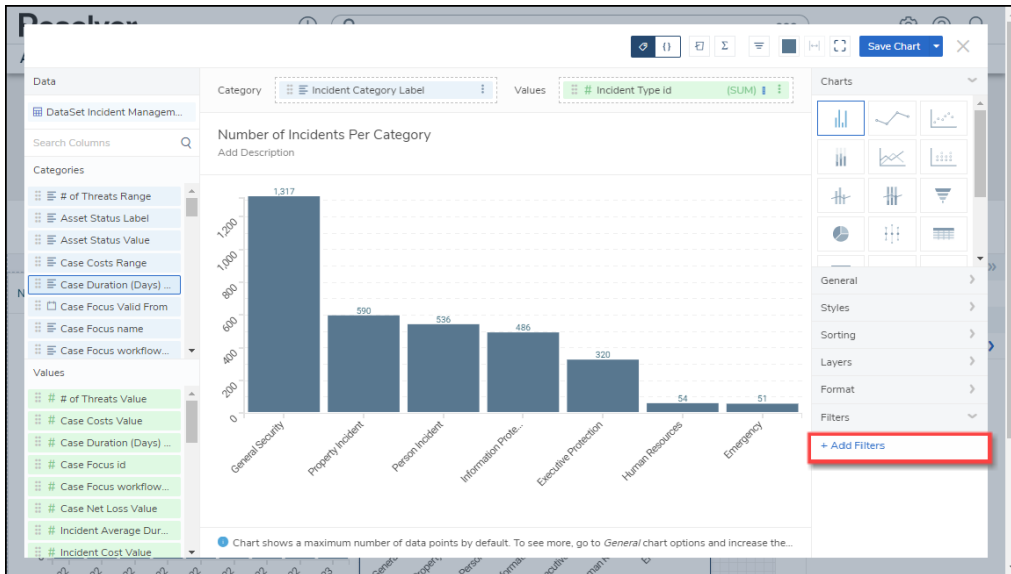 Resolver
Save Chart
Data
DataSet Incident Managem...
Search Columns
Categories
# of Threats Range
Asset Status Label
Asset Status Value
Case Costs Range
Case Duration (Days) ...
Case Focus Valid From
Case Focus name
Case Focus workflow...
Values
# # of Threats Value
# Case Costs Value
# Case Duration (Days) ...
# Case Focus id
# Case Focus workflow...
# Case Net Loss Value
# Incident Average Dur...
# Incident Cost Value
Category
Incident Category Label
Values
# Incident Type id (SUM)
Number of Incidents Per Category
Add Description
1,317
590
536
486
320
54
51
1,200
1,000
800
600
400
200
0
General Security
Property Incident
Person Incident
Information Prote...
Executive Protection
Human Resources
Emergency
Chart shows a maximum number of data points by default. To see more, go to General chart options and increase the...
Charts
General
Styles
Sorting
Layers
Format
Filters
+ Add Filters